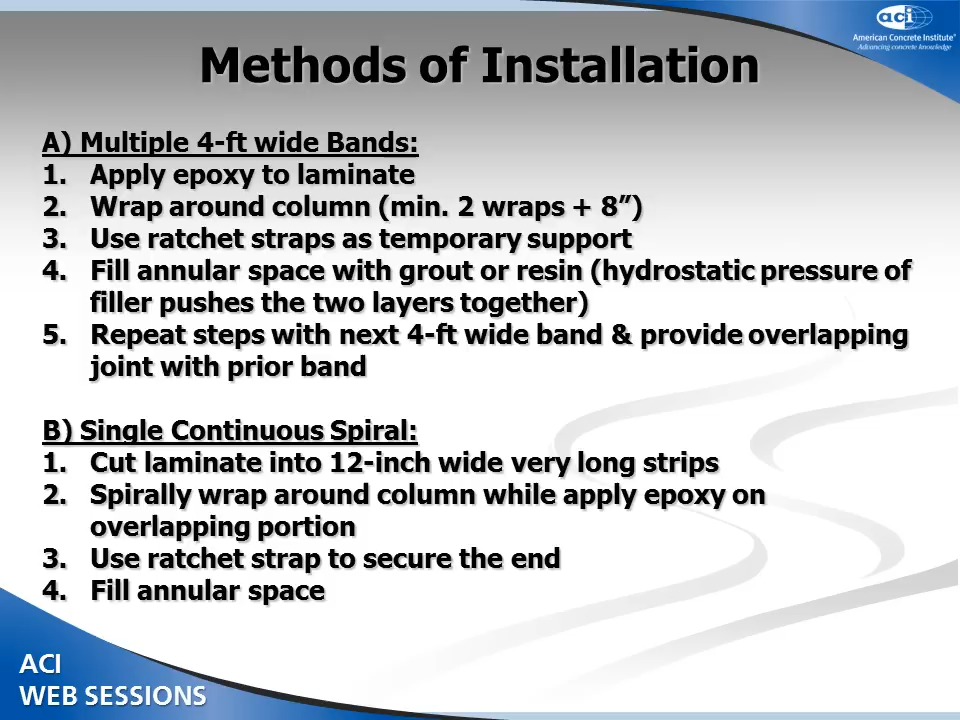 aci
American Concrete Institute®
Advancing concrete knowledge
Methods of Installation
A) Multiple 4-ft wide Bands:
1. Apply epoxy to laminate
2. Wrap around column (min. 2 wraps + 8”)
3. Use ratchet straps as temporary support
4. Fill annular space with grout or resin (hydrostatic pressure of
filler pushes the two layers together)
5. Repeat steps with next 4-ft wide band & provide overlapping
joint with prior band
B) Single Continuous Spiral:
1. Cut laminate into 12-inch wide very long strips
2. Spirally wrap around column while apply epoxy on
overlapping portion
3. Use ratchet strap to secure the end
4. Fill annular space
ACI
WEB SESSIONS